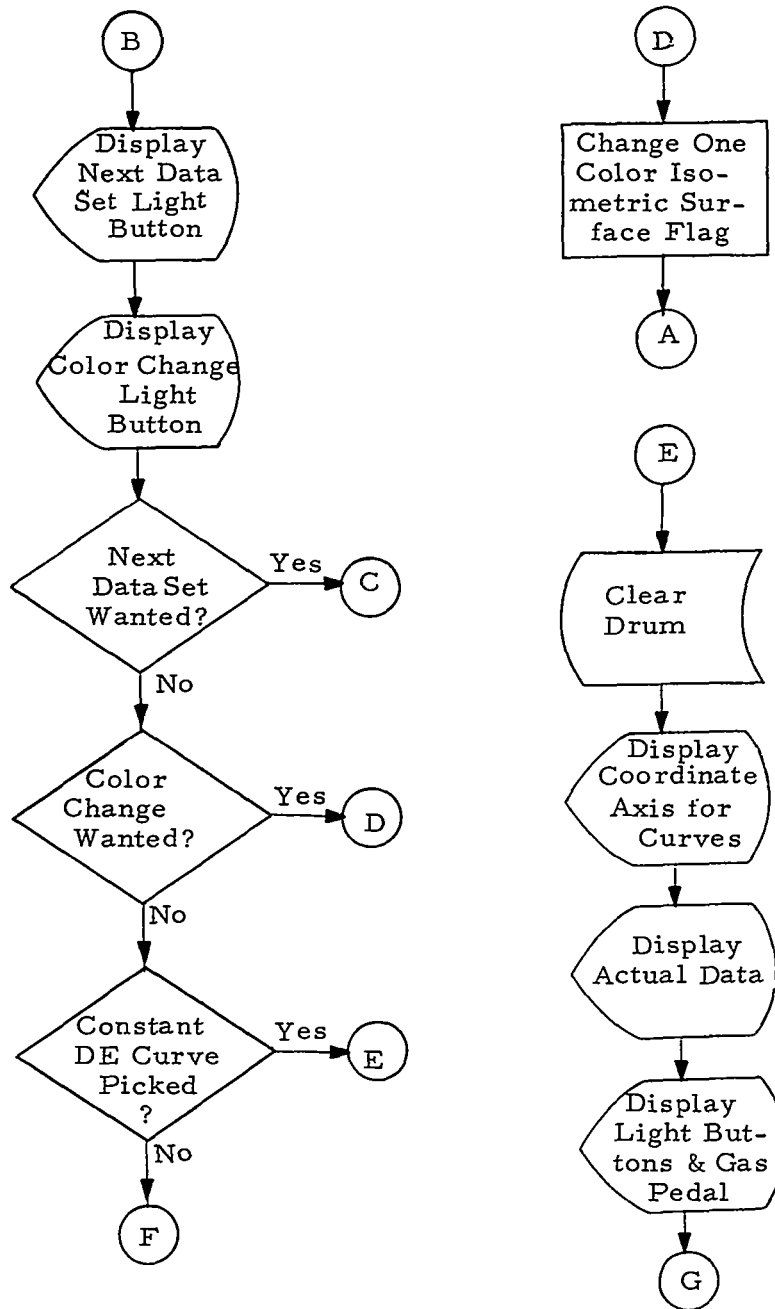 B
Display
Next Data
Set Light
Button
Display
Color Change
Light
Button
Next
Data Set
Wanted?
Yes
C
No
Color
Change
Wanted?
Yes
D
No
Constant
DE Curve
Picked
?
Yes
E
No
F
D
Change One
Color Iso-
metric Sur-
face Flag
A
E
Clear
Drum
Display
Coordinate
Axis for
Curves
Display
Actual Data
Display
Light But-
tons & Gas
Pedal
G